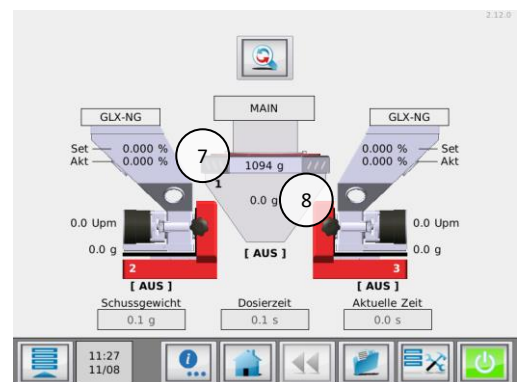 2.12.0
MAIN
GLX-NG
GLX-NG
Set 0.000 %
Akt 0.000 %
7
1094 g
0.000 % Set
0.000 % Akt
1
0.0 g
8
0.0 Upm
0.0 Upm
0.0 g
[ AUS ]
0.0 g
2
3
[ AUS ]
[ AUS ]
Schussgewicht
Dosierzeit
Aktuelle Zeit
0.1 g
0.1 s
0.0 s
11:27
11/08